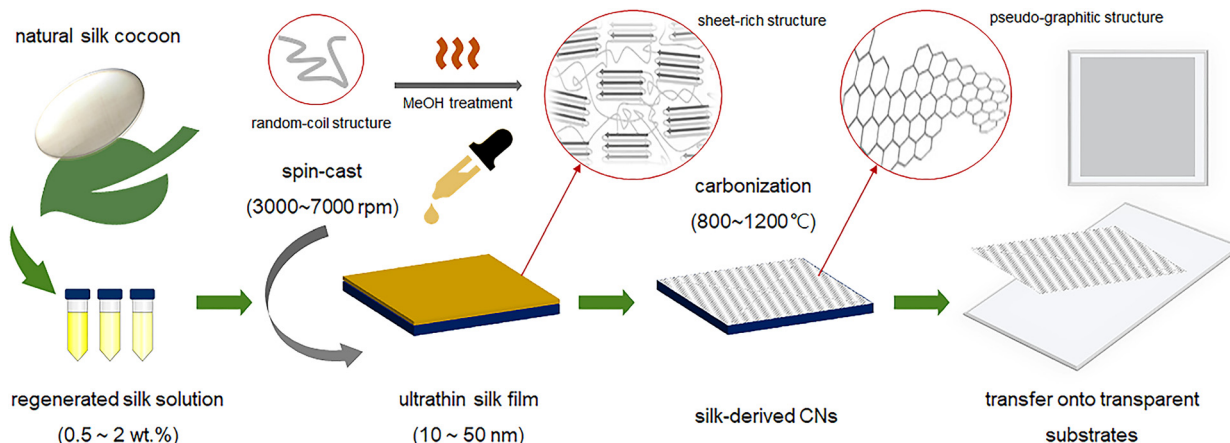 natural silk cocoon
random-coil structure
MeOH treatment
sheet-rich structure
pseudo-graphitic structure
spin-cast
(3000~7000 rpm)
carbonization
(800~1200℃)
regenerated silk solution
(0.5 ~ 2 wt.%)
ultrathin silk film
(10 ~ 50 nm)
silk-derived CNs
transfer onto transparent
substrates